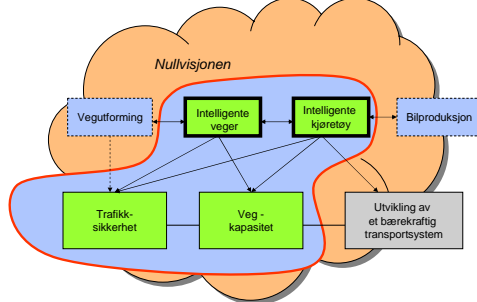 Nullvisjonen
Vegutforming
Intelligente
veger
Intelligente
kjøretøy
Bilproduksjon
Trafikk-
sikkerhet
Veg -
kapasitet
Utvikling av
et bærekraftig
transportsystem